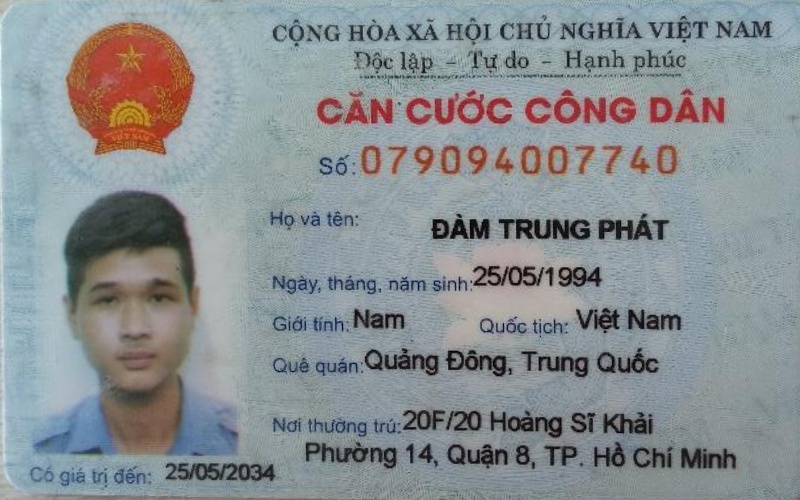 CỘNG HÒA XÃ HỘI CHỦ NGHĨA VIỆT NAM
Độc lập - Tự do - Hạnh phúc
CĂN CƯỚC CÔNG DÂN
Số: 079094007740
Họ và tên: ĐÀM TRUNG PHÁT
Ngày, tháng, năm sinh: 25/05/1994
Giới tính: Nam Quốc tịch: Việt Nam
Quê quán: Quảng Đông, Trung Quốc
Nơi thường trú: 20F/20 Hoàng Sĩ Khải
Phường 14, Quận 8, TP. Hồ Chí Minh
Có giá trị đến: 25/05/2034